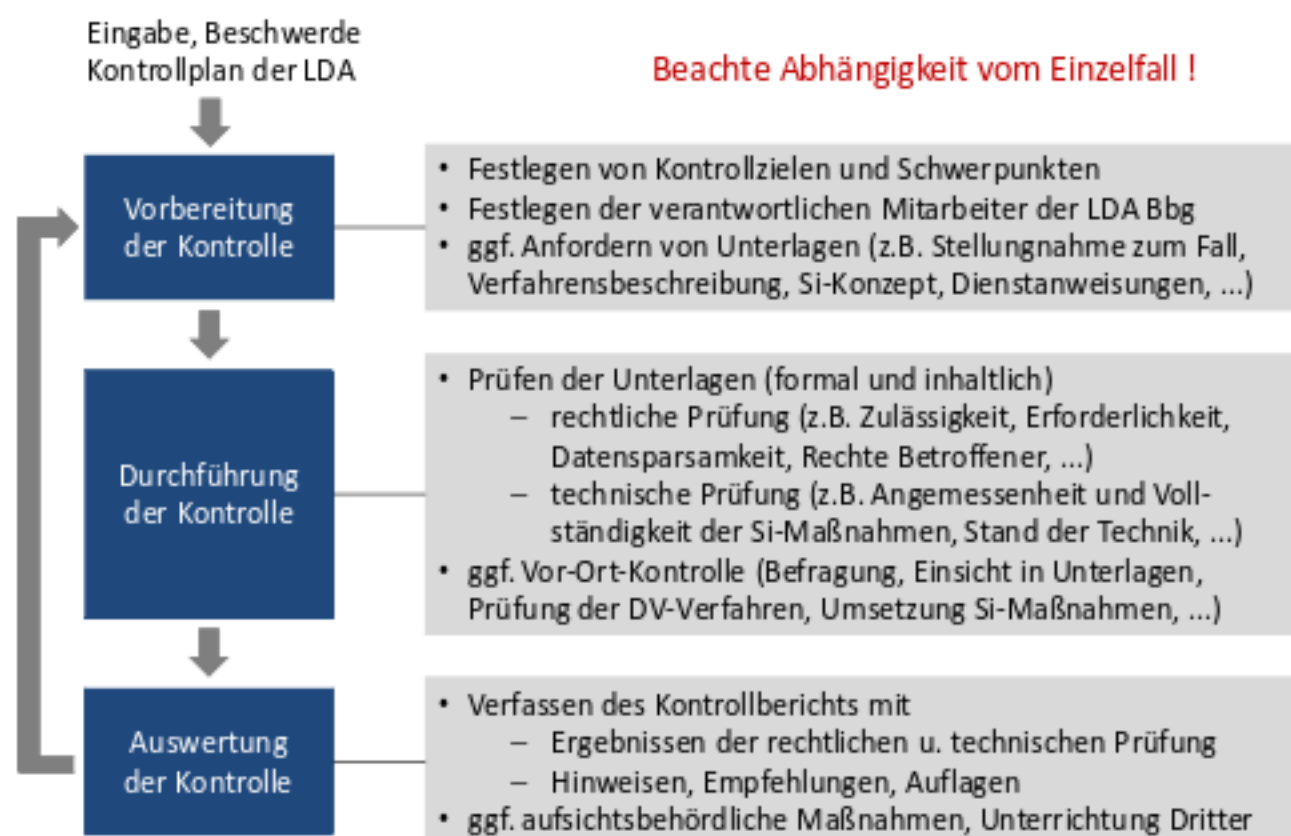 Eingabe, Beschwerde
Kontrollplan der LDA
Beachte Abhängigkeit vom Einzelfall !
Vorbereitung
der Kontrolle
• Festlegen von Kontrollzielen und Schwerpunkten
• Festlegen der verantwortlichen Mitarbeiter der LDA Bbg
• ggf. Anfordern von Unterlagen (z.B. Stellungnahme zum Fall,
Verfahrensbeschreibung, Si-Konzept, Dienstanweisungen, ...)
Durchführung
der Kontrolle
• Prüfen der Unterlagen (formal und inhaltlich)
– rechtliche Prüfung (z.B. Zulässigkeit, Erforderlichkeit,
Datensparsamkeit, Rechte Betroffener, ...)
– technische Prüfung (z.B. Angemessenheit und Voll-
ständigkeit der Si-Maßnahmen, Stand der Technik, ...)
• ggf. Vor-Ort-Kontrolle (Befragung, Einsicht in Unterlagen,
Prüfung der DV-Verfahren, Umsetzung Si-Maßnahmen, ...)
Auswertung
der Kontrolle
• Verfassen des Kontrollberichts mit
– Ergebnissen der rechtlichen u. technischen Prüfung
– Hinweisen, Empfehlungen, Auflagen
• ggf. aufsichtsbehördliche Maßnahmen, Unterrichtung Dritter